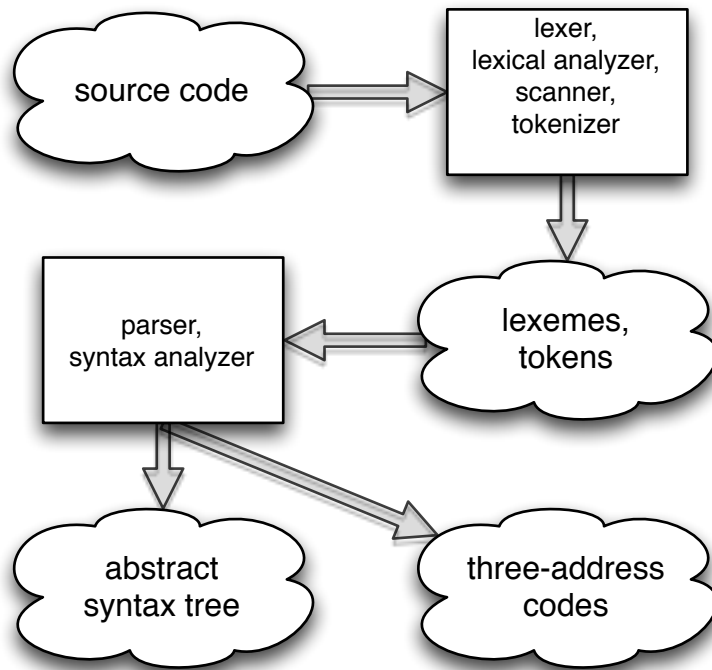 source code
lexer,
lexical analyzer,
scanner,
tokenizer
lexemes,
tokens
parser,
syntax analyzer
abstract
syntax tree
three-address
codes